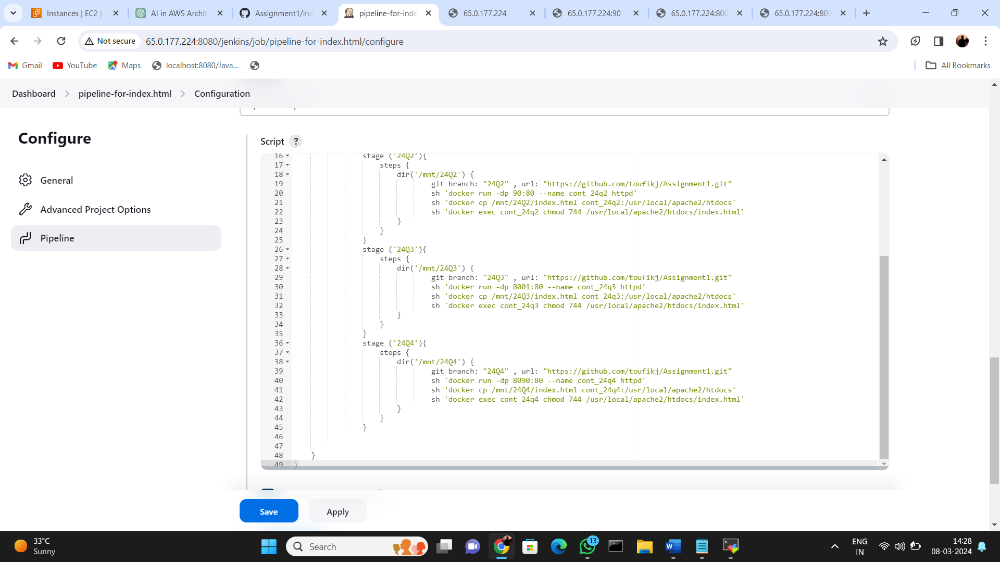 Instances | EC2 |
AI in AWS Archite
Assignment1/ind
pipeline-for-inde
65.0.177.224
65.0.177.224:90
65.0.177.224:800
65.0.177.224:809
Not secure
65.0.177.224:8080/jenkins/job/pipeline-for-index.html/configure
Gmail
YouTube
Maps
localhost:8080/Java...
All Bookmarks
Dashboard
pipeline-for-index.html
Configuration
Configure
General
Advanced Project Options
Pipeline
Script ?
16 stage ('24Q2'){
17 steps {
18 dir('/mnt/24Q2') {
19 git branch: "24Q2" , url: "https://github.com/toufikj/Assignment1.git"
20 sh 'docker run -dp 90:80 --name cont_24q2 httpd'
21 sh 'docker cp /mnt/24Q2/index.html cont_24q2:/usr/local/apache2/htdocs'
22 sh 'docker exec cont_24q2 chmod 744 /usr/local/apache2/htdocs/index.html'
23 }
24 }
25 }
26 stage ('24Q3'){
27 steps {
28 dir('/mnt/24Q3') {
29 git branch: "24Q3" , url: "https://github.com/toufikj/Assignment1.git"
30 sh 'docker run -dp 8001:80 --name cont_24q3 httpd'
31 sh 'docker cp /mnt/24Q3/index.html cont_24q3:/usr/local/apache2/htdocs'
32 sh 'docker exec cont_24q3 chmod 744 /usr/local/apache2/htdocs/index.html'
33 }
34 }
35 }
36 stage ('24Q4'){
37 steps {
38 dir('/mnt/24Q4') {
39 git branch: "24Q4" , url: "https://github.com/toufikj/Assignment1.git"
40 sh 'docker run -dp 8090:80 --name cont_24q4 httpd'
41 sh 'docker cp /mnt/24Q4/index.html cont_24q4:/usr/local/apache2/htdocs'
42 sh 'docker exec cont_24q4 chmod 744 /usr/local/apache2/htdocs/index.html'
43 }
44 }
45 }
46
47
48 }
49 }
Save
Apply
33°C
Sunny
Search
13
ENG
IN
14:28
08-03-2024